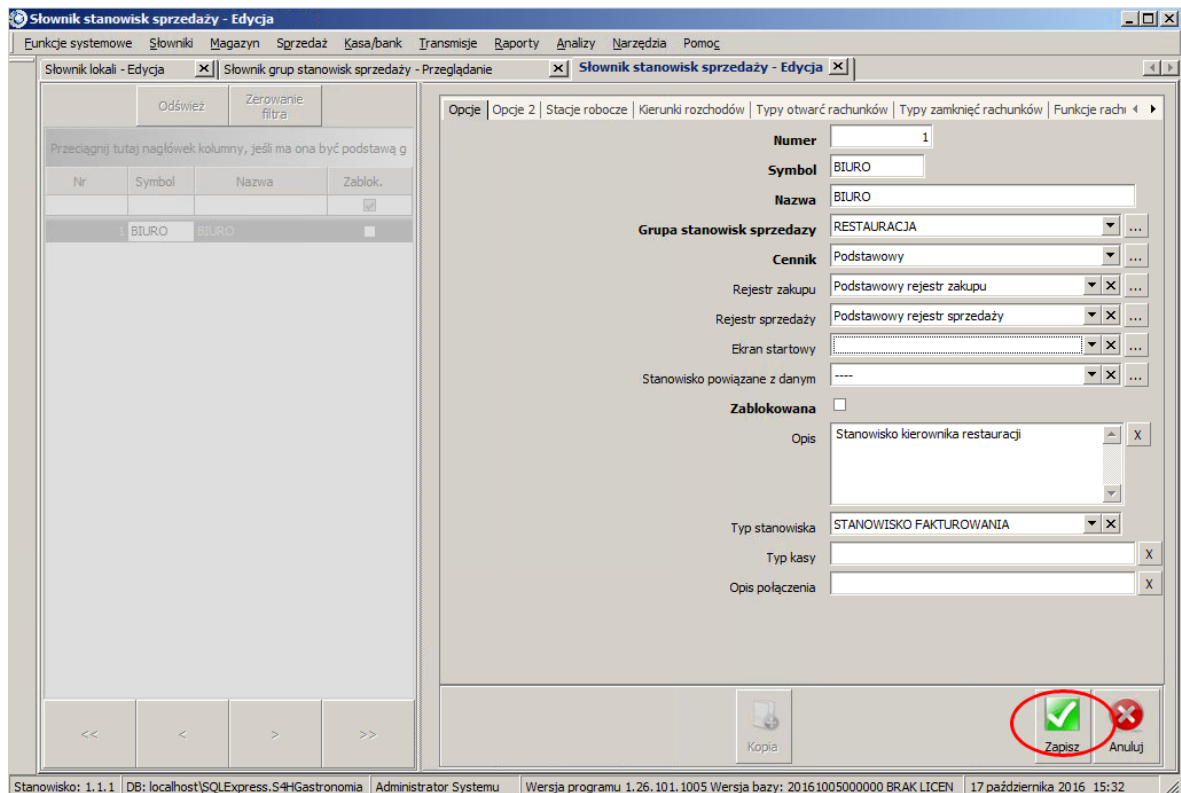 Słownik stanowisk sprzedaży - Edycja
Funkcje systemowe Słowniki Magazyn Sprzedaż Kasa/bank Transmisje Raporty Analizy Narzędzia Pomoc
Słownik lokali - Edycja Słownik grup stanowisk sprzedaży - Przeglądanie Słownik stanowisk sprzedaży - Edycja
Odśwież Zerowanie filtra
Przeciągnij tutaj nagłówek kolumny, jeśli ma ona być podstawą g
Nr Symbol Nazwa Zablok.
1 BIURO BIURO
<< < > >>
Opcje Opcje 2 Stacje robocze Kierunki rozchodów Typy otwarć rachunków Typy zamknięć rachunków Funkcje rach
Numer 1
Symbol BIURO
Nazwa BIURO
Grupa stanowisk sprzedazy RESTAURACJA ...
Cennik Podstawowy ...
Rejestr zakupu Podstawowy rejestr zakupu ...
Rejestr sprzedaży Podstawowy rejestr sprzedaży ...
Ekran startowy ...
Stanowisko powiązane z danym ---- ...
Zablokowana
Opis Stanowisko kierownika restauracji X
Typ stanowiska STANOWISKO FAKTUROWANIA
Typ kasy X
Opis połączenia X
Kopia Zapisz Anuluj
Stanowisko: 1.1.1 DB: localhost\SQLExpress.S4HGastronomia Administrator Systemu Wersja programu 1.26.101.1005 Wersja bazy: 20161005000000 BRAK LICEN 17 października 2016 15:32